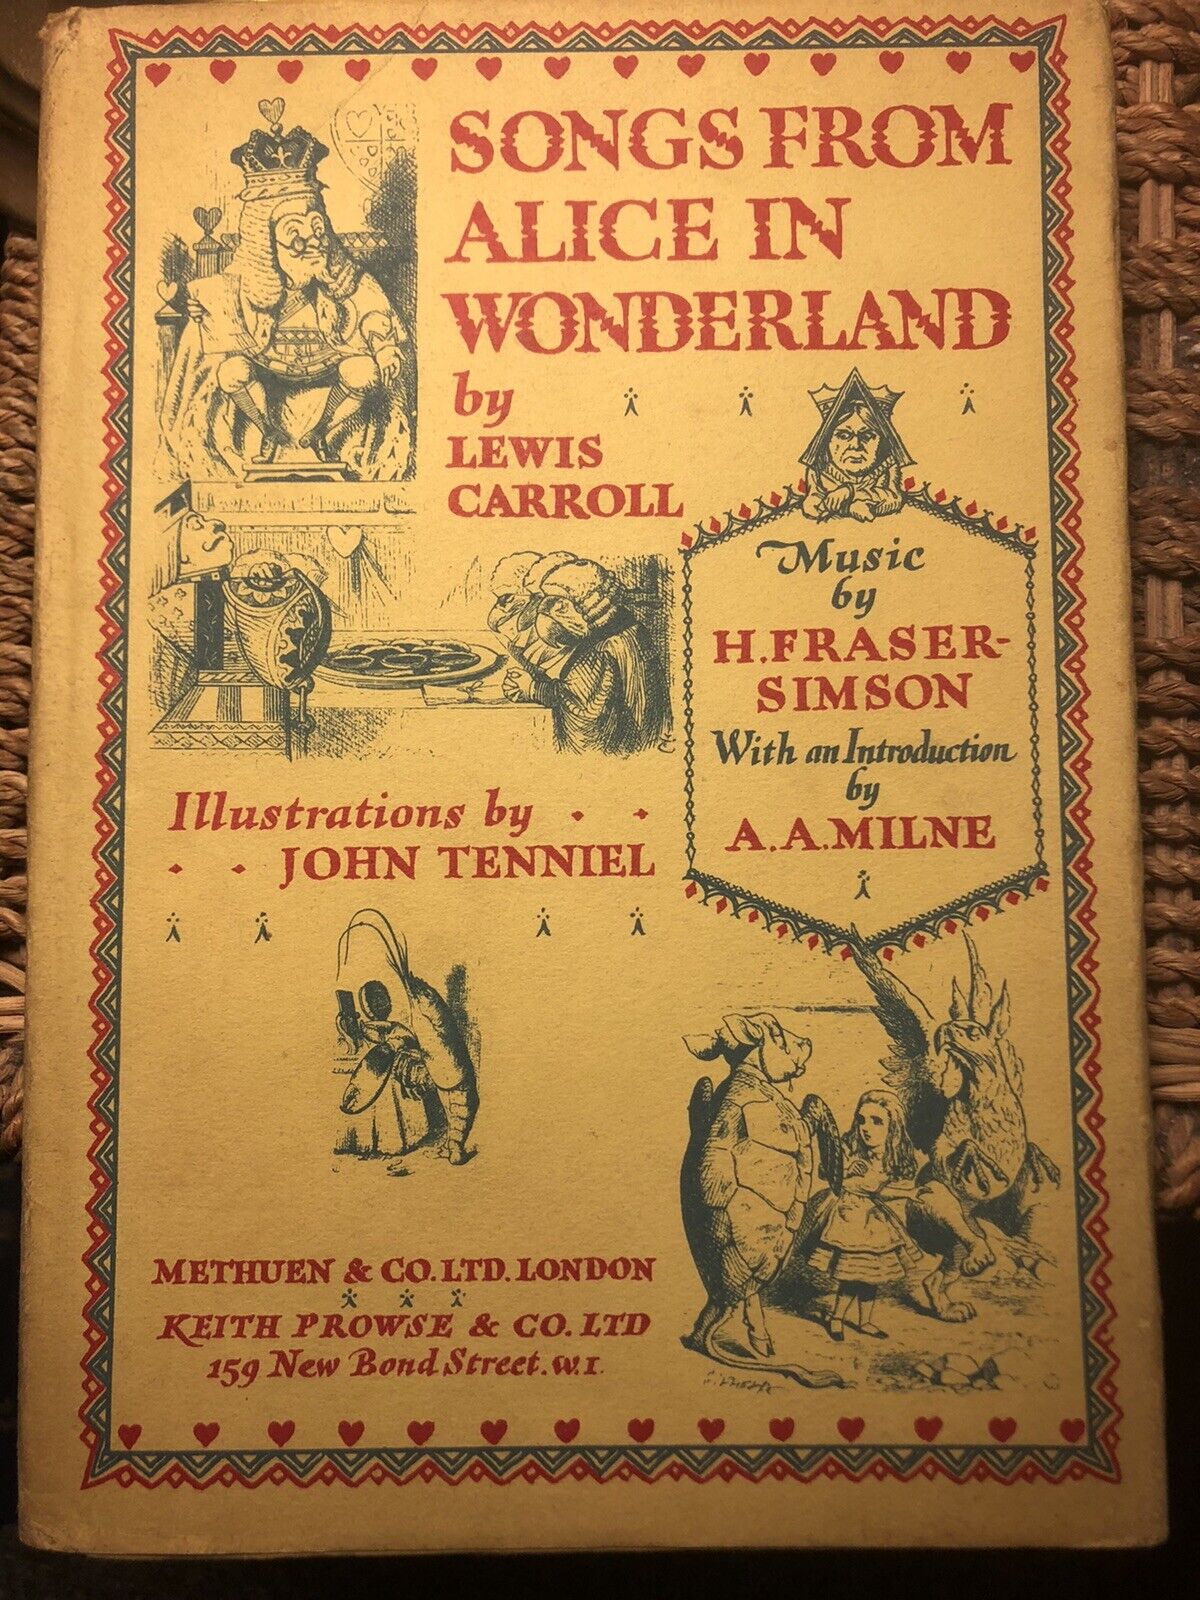 SONGS FROM
ALICE IN
WONDERLAND
by
LEWIS
CARROLL
Music
by
H. FRASER-
SIMSON
With an Introduction
by
A. A. MILNE
Illustrations by
JOHN TENNIEL
METHUEN & CO. LTD. LONDON
KEITH PROWSE & CO. LTD
159 New Bond Street. W.1.